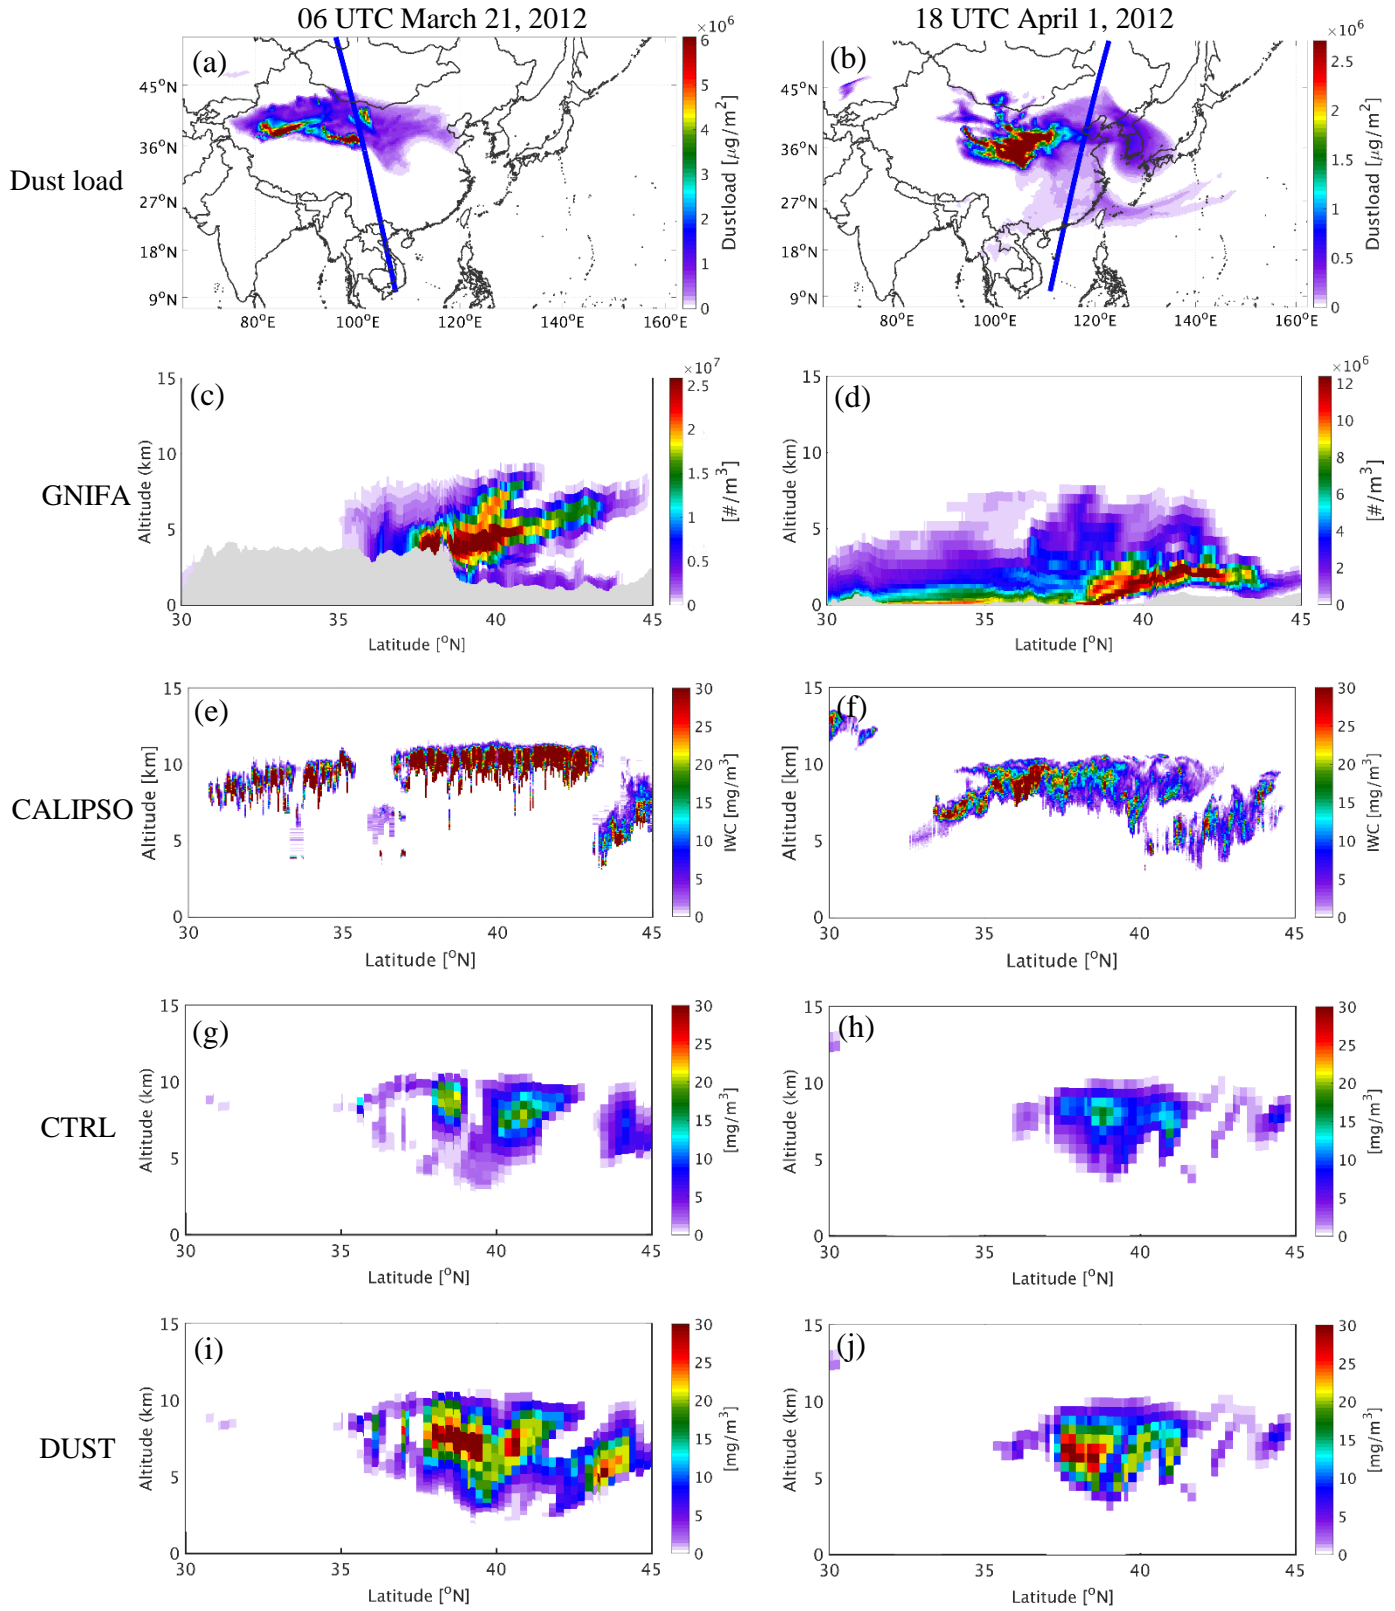 06 UTC March 21, 2012
18 UTC April 1, 2012
Dust load
(a)
45°N
36°N
27°N
18°N
9°N
80°E 100°E 120°E 140°E 160°E
×10⁶
6
5
4
3
2
1
0
Dustload [μg/m²]
(b)
45°N
36°N
27°N
18°N
9°N
80°E 100°E 120°E 140°E 160°E
×10⁶
2.5
2
1.5
1
0.5
0
Dustload [μg/m²]
GNIFA
(c)
15
10
5
0
Altitude (km)
30 35 40 45
Latitude [°N]
×10⁷
2.5
2
1.5
1
0.5
0
[#/m³]
(d)
15
10
5
0
Altitude (km)
30 35 40 45
Latitude [°N]
×10⁶
12
10
8
6
4
2
0
[#/m³]
CALIPSO
(e)
15
10
5
0
Altitude [km]
30 35 40 45
Latitude [°N]
30
25
20
15
10
5
0
IWC [mg/m³]
(f)
15
10
5
0
Altitude [km]
30 35 40 45
Latitude [°N]
30
25
20
15
10
5
0
IWC [mg/m³]
CTRL
(g)
15
10
5
0
Altitude (km)
30 35 40 45
Latitude [°N]
30
25
20
15
10
5
0
[mg/m³]
(h)
15
10
5
0
Altitude (km)
30 35 40 45
Latitude [°N]
30
25
20
15
10
5
0
[mg/m³]
DUST
(i)
15
10
5
0
Altitude (km)
30 35 40 45
Latitude [°N]
30
25
20
15
10
5
0
[mg/m³]
(j)
15
10
5
0
Altitude (km)
30 35 40 45
Latitude [°N]
30
25
20
15
10
5
0
[mg/m³]